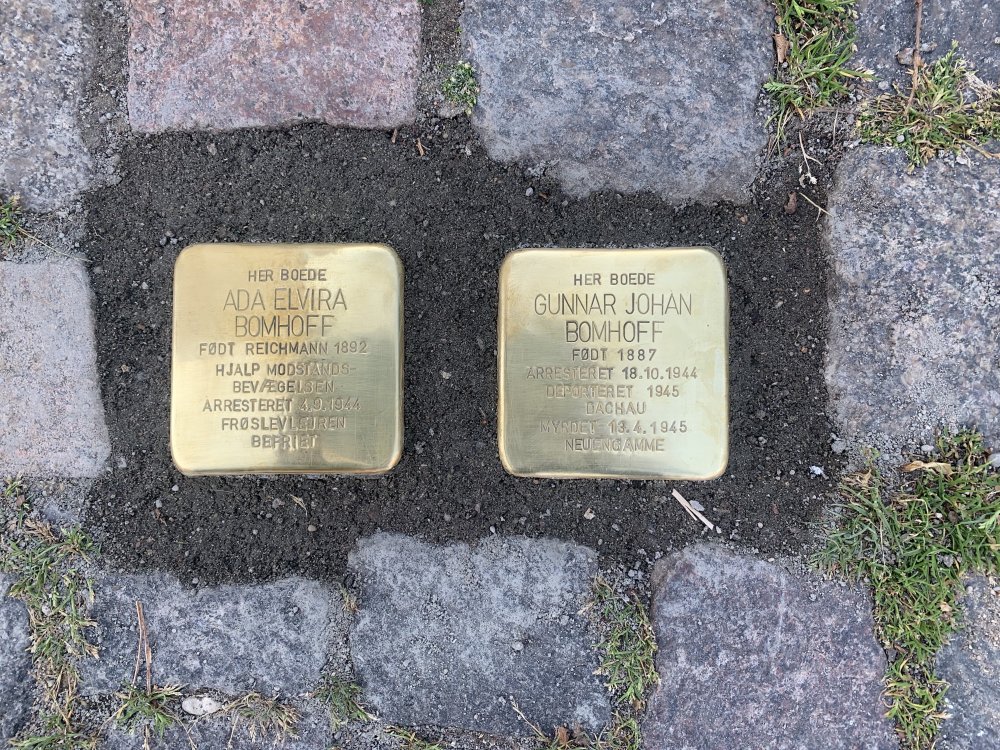 HER BOEDE
ADA ELVIRA
BOMHOFF
FØDT REICHMANN 1892
HJALP MODSTANDS-
BEVÆGELSEN
ARRESTERET 4.9.1944
FRØSLEVLEJREN
BEFRIET
HER BOEDE
GUNNAR JOHAN
BOMHOFF
FØDT 1887
ARRESTERET 18.10.1944
DEPORTERET 1945
DACHAU
MYRDET 13.4.1945
NEUENGAMME